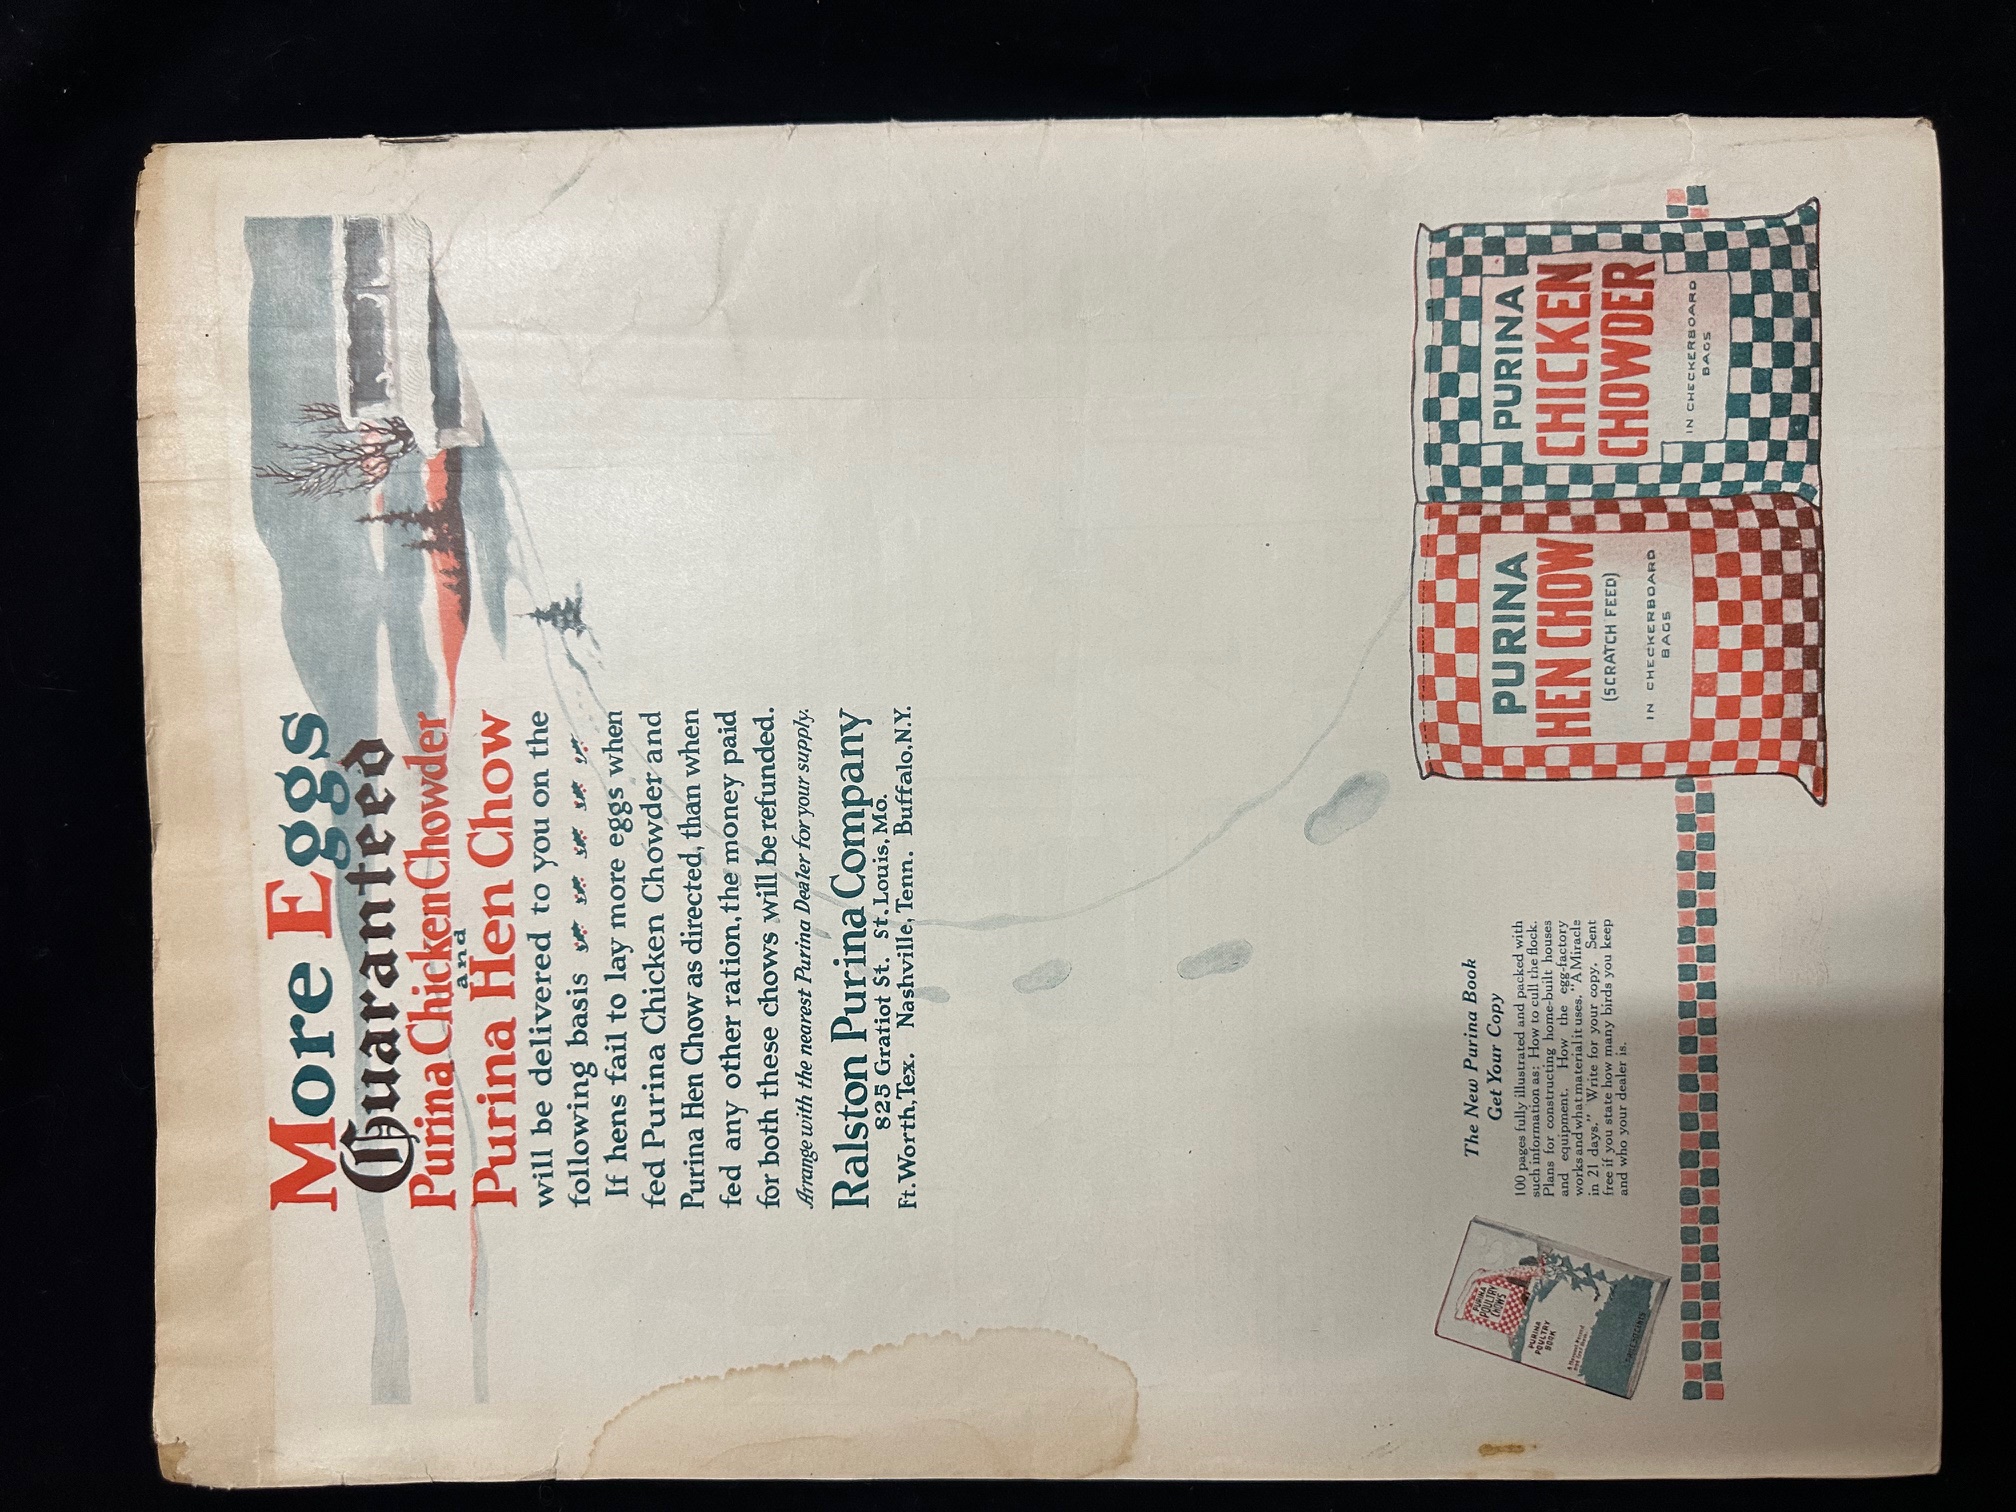 More Eggs
Guaranteed
Purina Chicken Chowder
and
Purina Hen Chow
will be delivered to you on the
following basis
If hens fail to lay more eggs when
fed Purina Chicken Chowder and
Purina Hen Chow as directed, than when
fed any other ration, the money paid
for both these chows will be refunded.
Arrange with the nearest Purina Dealer for your supply.
Ralston Purina Company
825 Gratiot St. St. Louis, Mo.
Ft. Worth, Tex. Nashville, Tenn. Buffalo, N.Y.
The New Purina Book
Get Your Copy
100 pages fully illustrated and packed with
such information as: How to cull the flock.
Plans for constructing home-built houses
and equipment. How the egg-factory
works and what material it uses. "A Miracle
in 21 days." Write for your copy. Sent
free if you state how many birds you keep
and who your dealer is.
PURINA
POULTRY
CHOWS
PURINA
POULTRY
BOOK
PURINA
HEN CHOW
(SCRATCH FEED)
IN CHECKERBOARD
BAGS
PURINA
CHICKEN
CHOWDER
IN CHECKERBOARD
BAGS